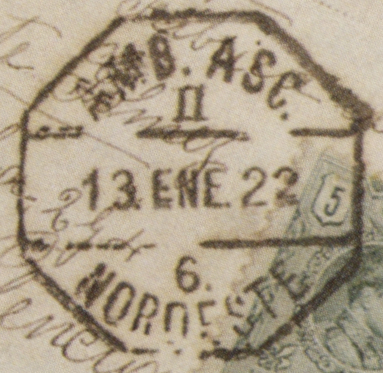 AMB. ASC.
II
13. ENE. 22
5
6.
NOROESTE